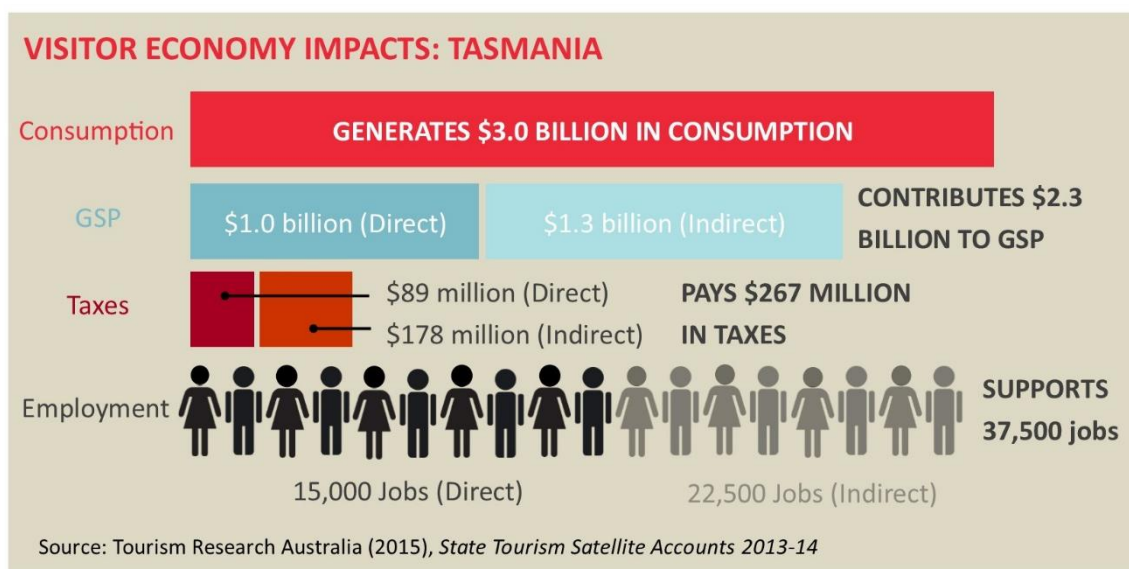 VISITOR ECONOMY IMPACTS: TASMANIA
Consumption
GENERATES $3.0 BILLION IN CONSUMPTION
GSP
$1.0 billion (Direct)
$1.3 billion (Indirect)
CONTRIBUTES $2.3
BILLION TO GSP
Taxes
$89 million (Direct)
$178 million (Indirect)
PAYS $267 MILLION
IN TAXES
Employment
SUPPORTS
37,500 jobs
15,000 Jobs (Direct)
22,500 Jobs (Indirect)
Source: Tourism Research Australia (2015), State Tourism Satellite Accounts 2013-14